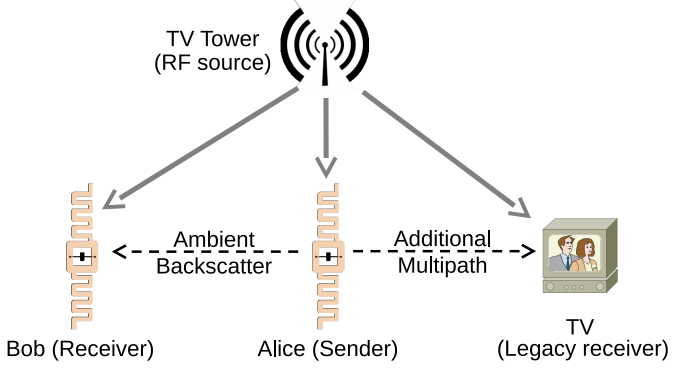 TV Tower
(RF source)
Ambient
Backscatter
Additional
Multipath
Bob (Receiver)
Alice (Sender)
TV
(Legacy receiver)